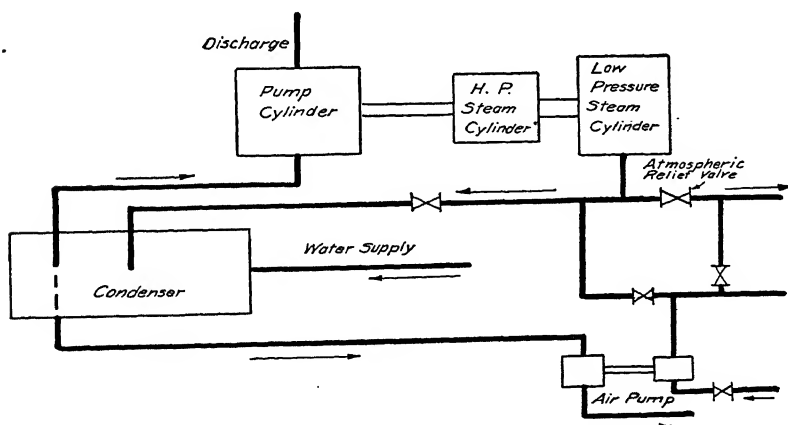 Discharge
Pump
Cylinder
H. P.
Steam
Cylinder
Low
Pressure
Steam
Cylinder
Atmospheric
Relief Valve
Water Supply
Condenser
Air Pump